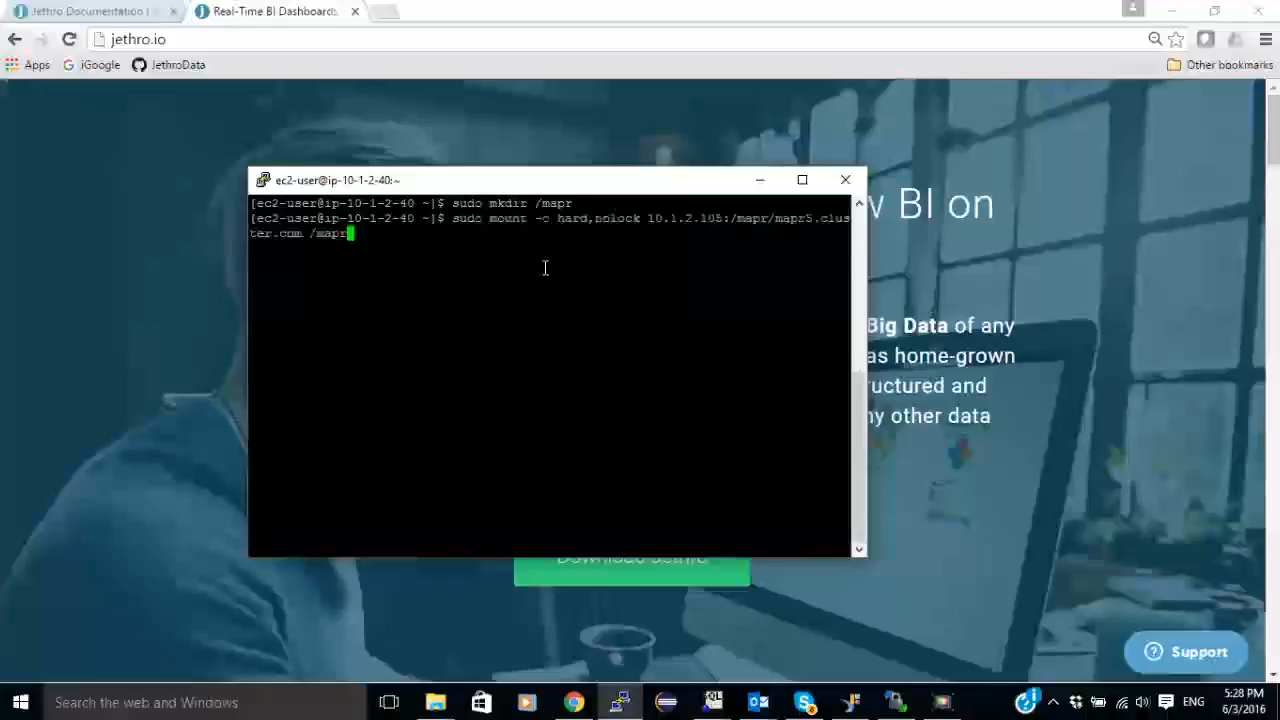 Jethro Documentation |
Real-Time BI Dashboards
jethro.io
Apps
iGoogle
JethroData
Other bookmarks
ec2-user@ip-10-1-2-40:~
[ec2-user@ip-10-1-2-40 ~]$ sudo mkdir /mapr
[ec2-user@ip-10-1-2-40 ~]$ sudo mount -o hard,nolock 10.1.2.105:/mapr/mapr5.clus
ter.com /mapr
w BI on
Big Data of any
as home-grown
ructured and
ny other data
Download Jethro
Support
Search the web and Windows
ENG
5:28 PM
6/3/2016